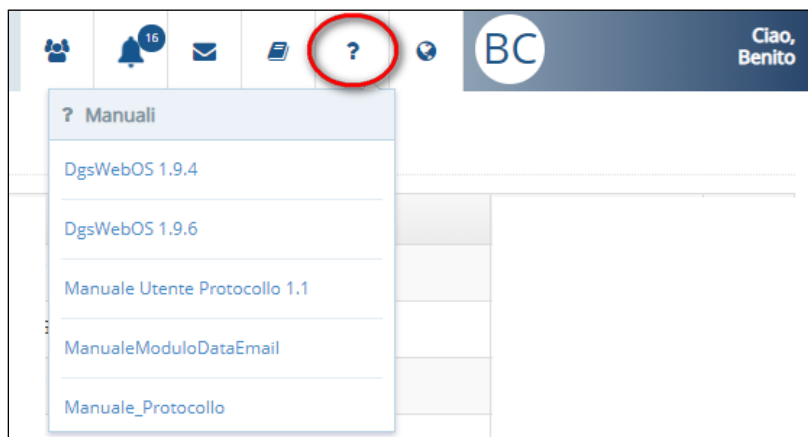 16
?
BC
Ciao,
Benito
? Manuali
DgsWebOS 1.9.4
DgsWebOS 1.9.6
Manuale Utente Protocollo 1.1
ManualeModuloDataEmail
Manuale_Protocollo